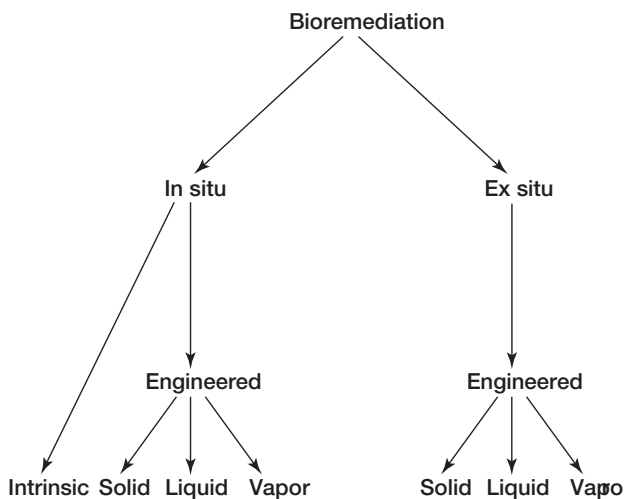 Bioremediation
In situ Ex situ
Engineered Engineered
Intrinsic Solid Liquid Vapor Solid Liquid Vapro